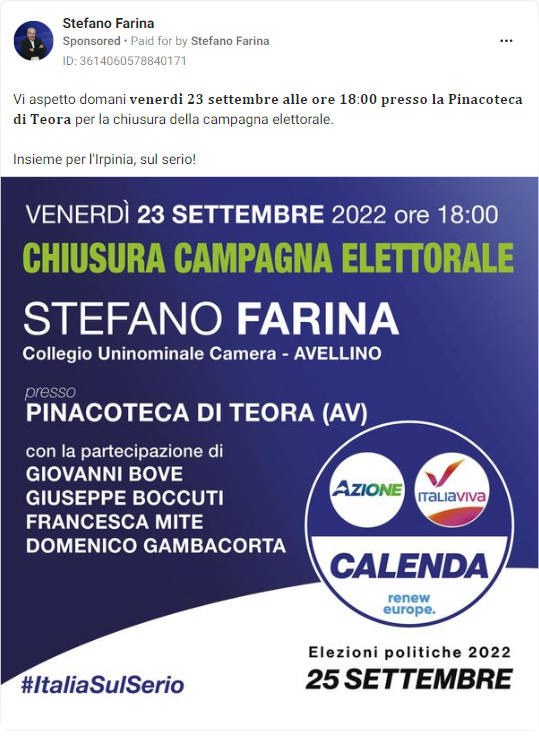 Stefano Farina
Sponsored • Paid for by Stefano Farina
ID: 3614060578840171
Vi aspetto domani venerdì 23 settembre alle ore 18:00 presso la Pinacoteca
di Teora per la chiusura della campagna elettorale.
Insieme per l'Irpinia, sul serio!
VENERDÌ 23 SETTEMBRE 2022 ore 18:00
CHIUSURA CAMPAGNA ELETTORALE
STEFANO FARINA
Collegio Uninominale Camera - AVELLINO
presso
PINACOTECA DI TEORA (AV)
con la partecipazione di
GIOVANNI BOVE
GIUSEPPE BOCCUTI
FRANCESCA MITE
DOMENICO GAMBACORTA
AZIONE
ITALIAVIVA
CALENDA
renew
europe.
Elezioni politiche 2022
25 SETTEMBRE
#ItaliaSulSerio